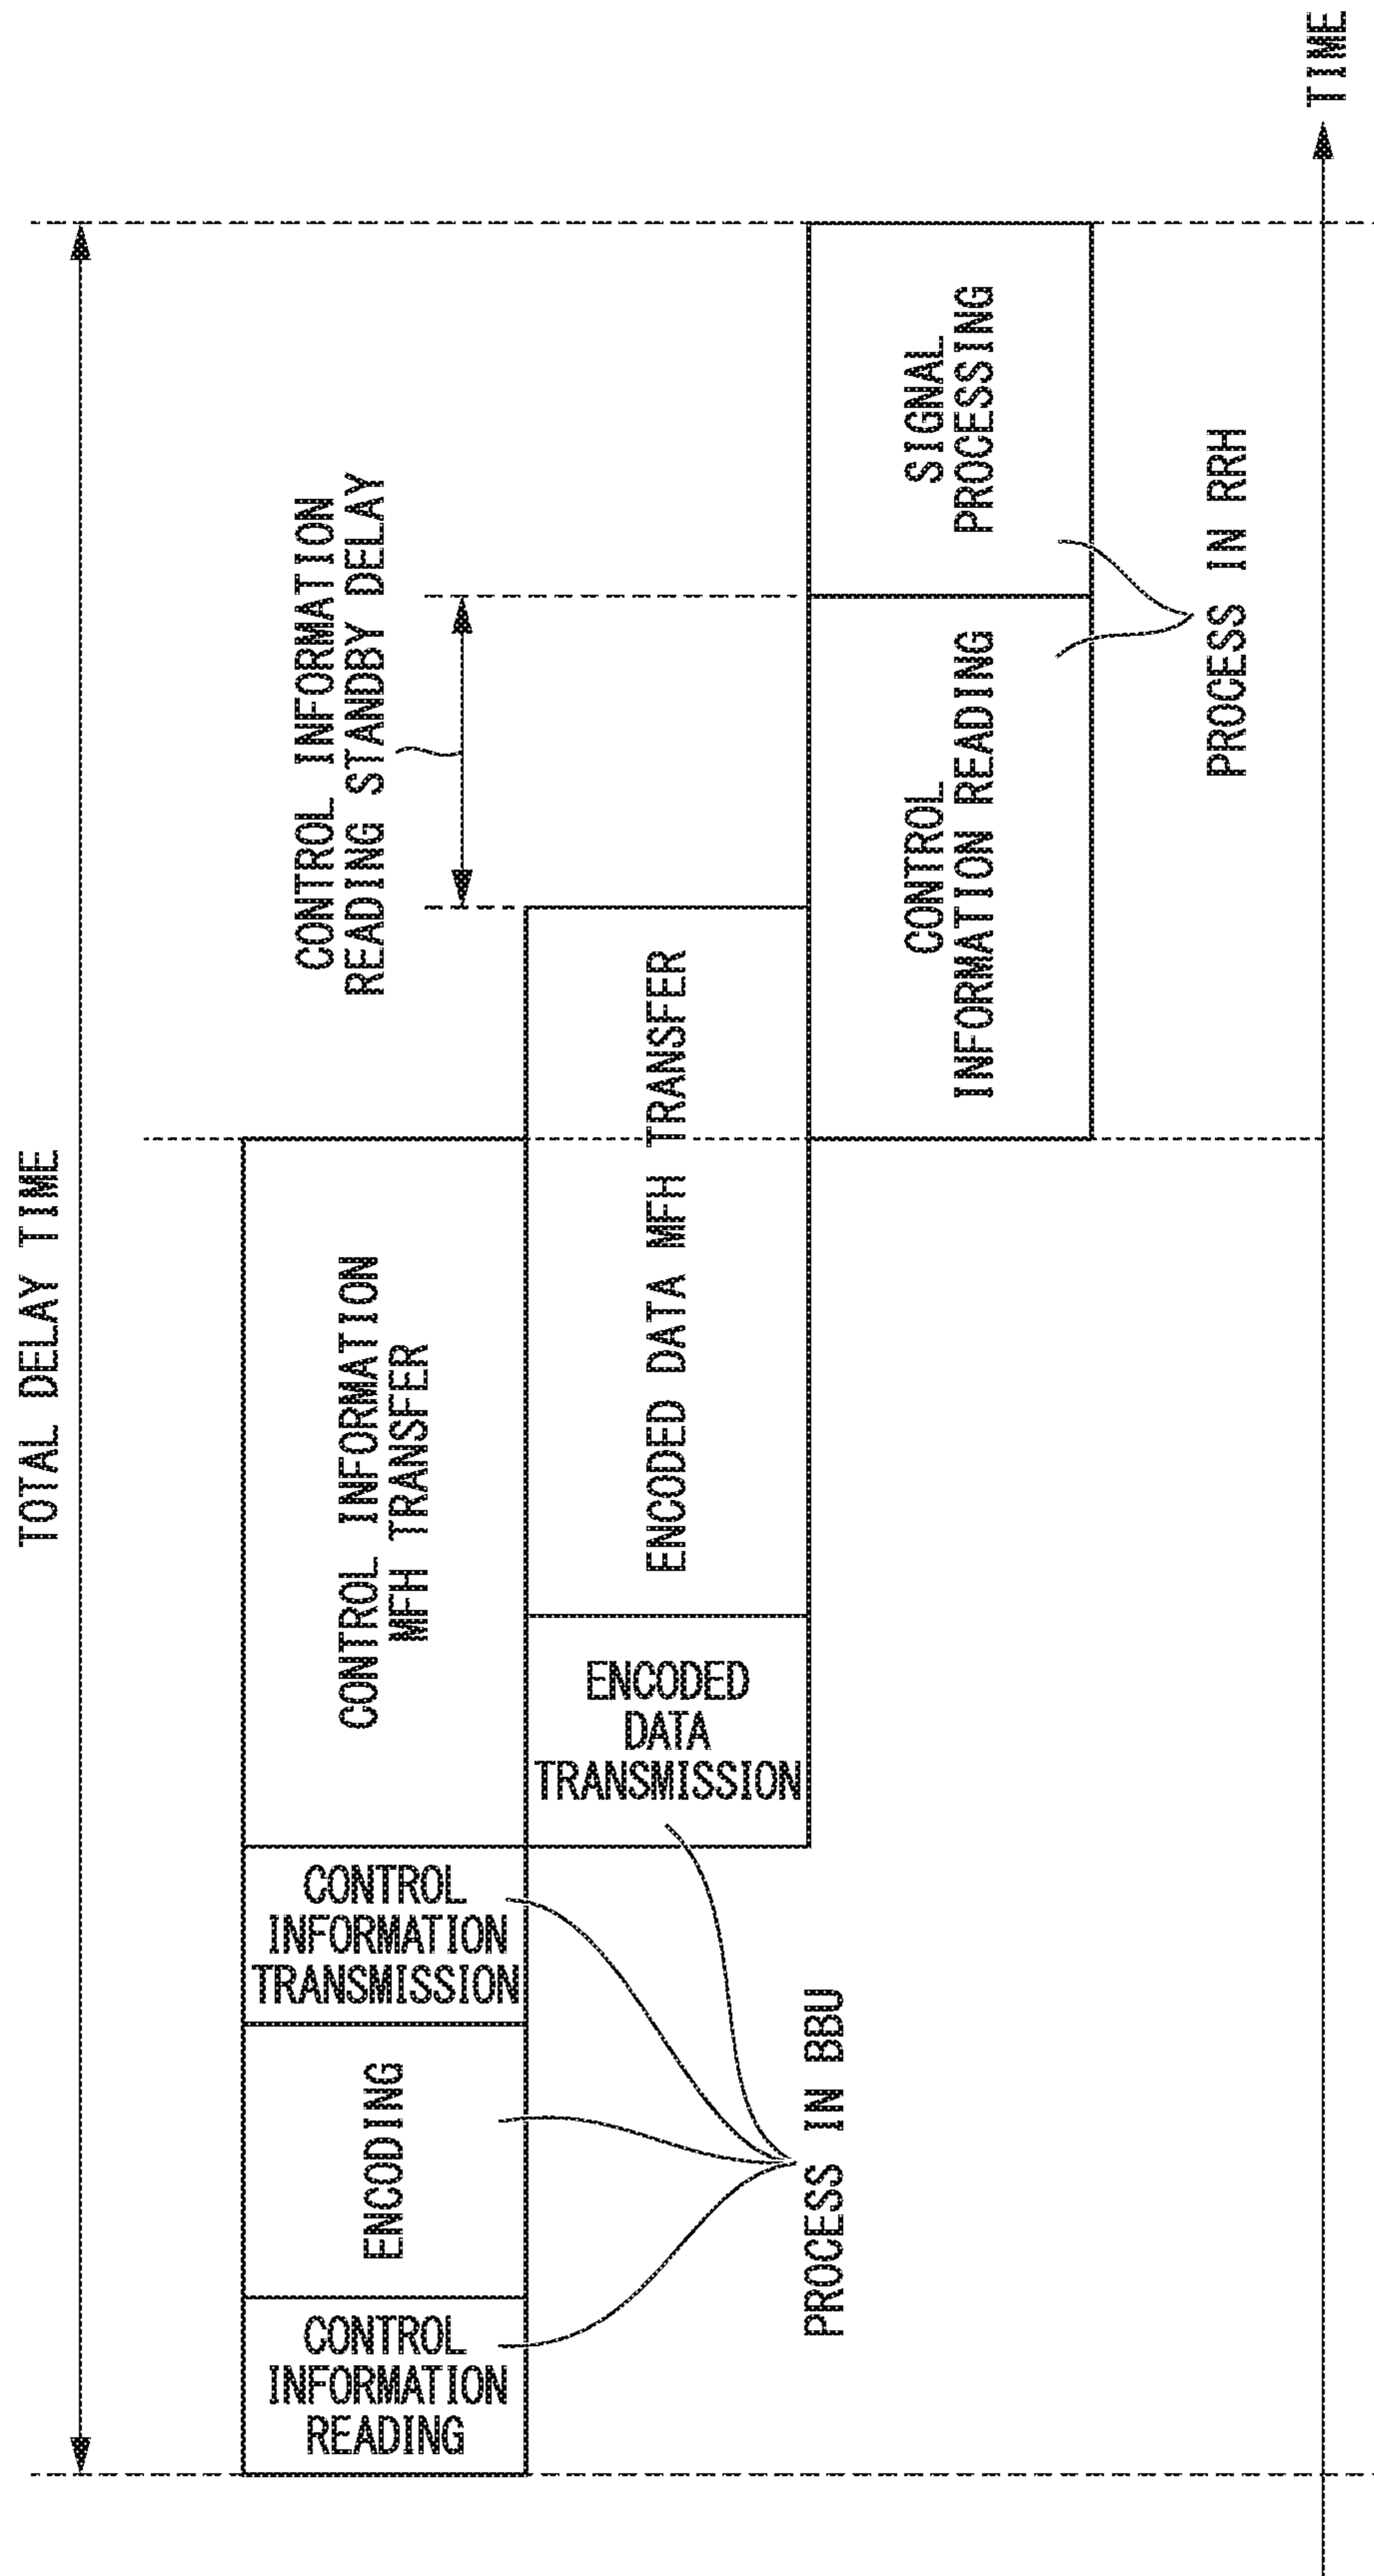 TOTAL DELAY TIME
CONTROL INFORMATION
READING STANDBY DELAY
CONTROL
INFORMATION
READING
ENCODING
CONTROL
INFORMATION
TRANSMISSION
CONTROL INFORMATION
MFH TRANSFER
ENCODED
DATA
TRANSMISSION
ENCODED DATA MFH TRANSFER
PROCESS IN BBU
CONTROL
INFORMATION READING
SIGNAL
PROCESSING
PROCESS IN RRH
TIME